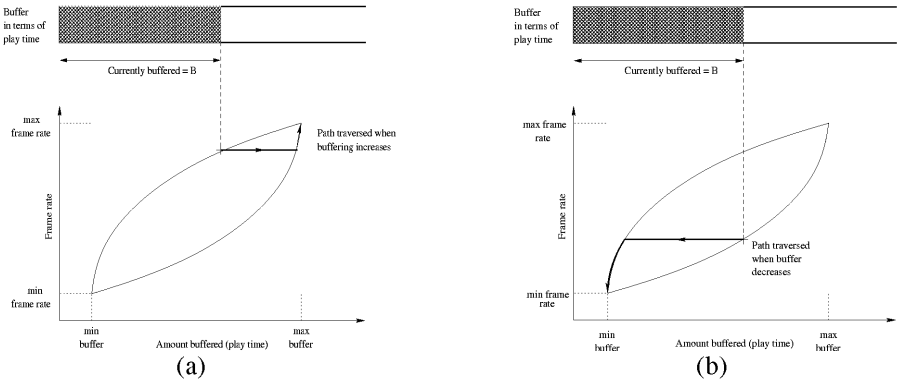 Buffer
in terms of
play time
Currently buffered = B
max
frame rate
Path traversed when
buffering increases
Frame rate
min
frame rate
min
buffer
Amount buffered (play time)
max
buffer
(a)
Buffer
in terms of
play time
Currently buffered = B
max frame
rate
Frame rate
Path traversed
when buffer
decreases
min frame
rate
min
buffer
Amount buffered (play time)
max
buffer
(b)